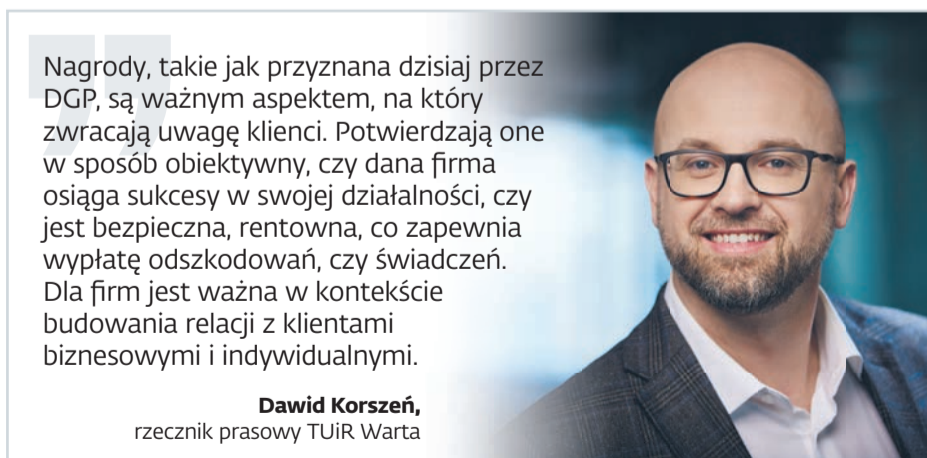 Nagrody, takie jak przyznana dzisiaj przez
DGP, są ważnym aspektem, na który
zwracają uwagę klienci. Potwierdzają one
w sposób obiektywny, czy dana firma
osiąga sukcesy w swojej działalności, czy
jest bezpieczna, rentowna, co zapewnia
wypłatę odszkodowań, czy świadczeń.
Dla firm jest ważna w kontekście
budowania relacji z klientami
biznesowymi i indywidualnymi.
Dawid Korszeń,
rzecznik prasowy TUiR Warta